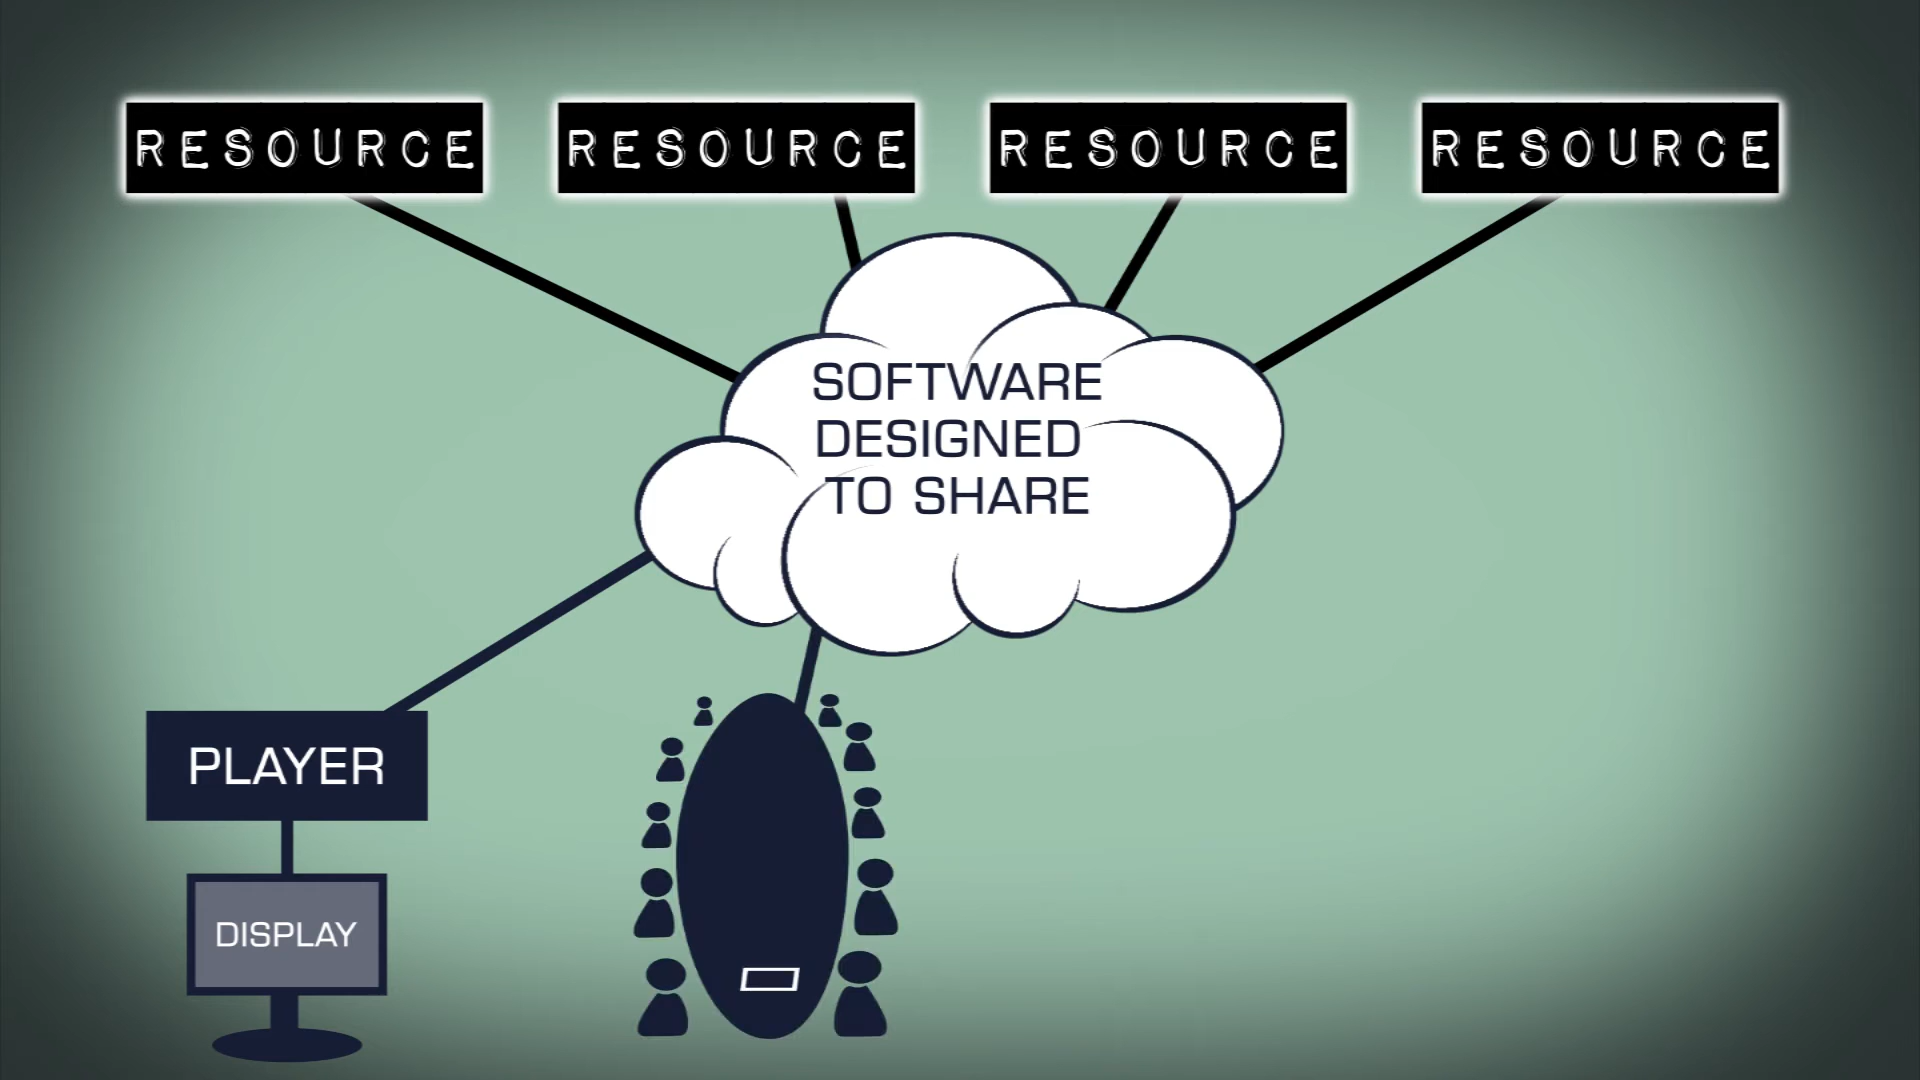 RESOURCE
RESOURCE
RESOURCE
RESOURCE
SOFTWARE
DESIGNED
TO SHARE
PLAYER
DISPLAY